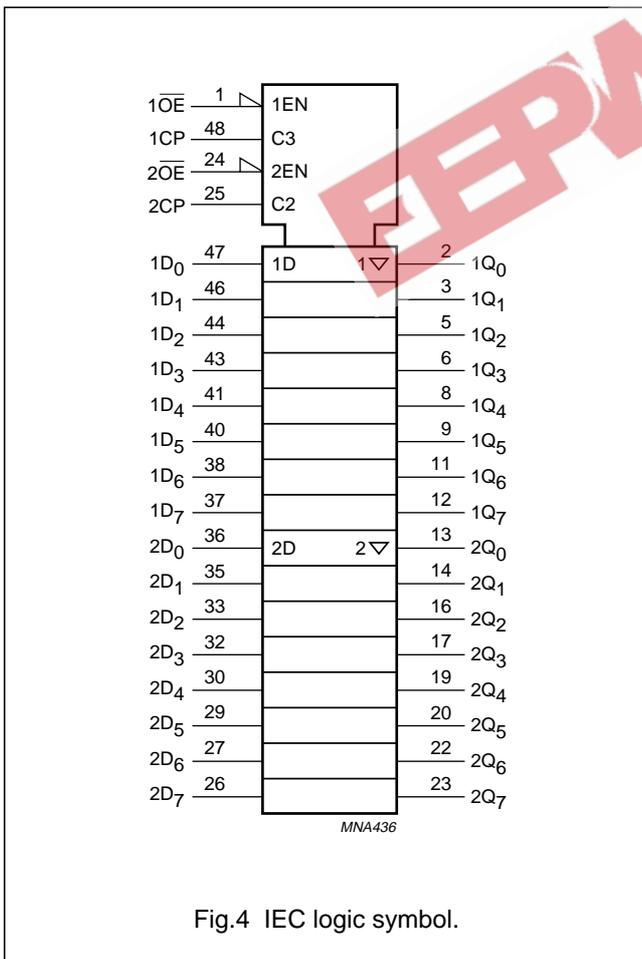 1O̅E̅ 1 1EN
1CP 48 C3
2O̅E̅ 24 2EN
2CP 25 C2
1D0 47 1D 1▽ 2 1Q0
1D1 46 3 1Q1
1D2 44 5 1Q2
1D3 43 6 1Q3
1D4 41 8 1Q4
1D5 40 9 1Q5
1D6 38 11 1Q6
1D7 37 12 1Q7
2D0 36 2D 2▽ 13 2Q0
2D1 35 14 2Q1
2D2 33 16 2Q2
2D3 32 17 2Q3
2D4 30 19 2Q4
2D5 29 20 2Q5
2D6 27 22 2Q6
2D7 26 23 2Q7
MNA436
Fig.4 IEC logic symbol.